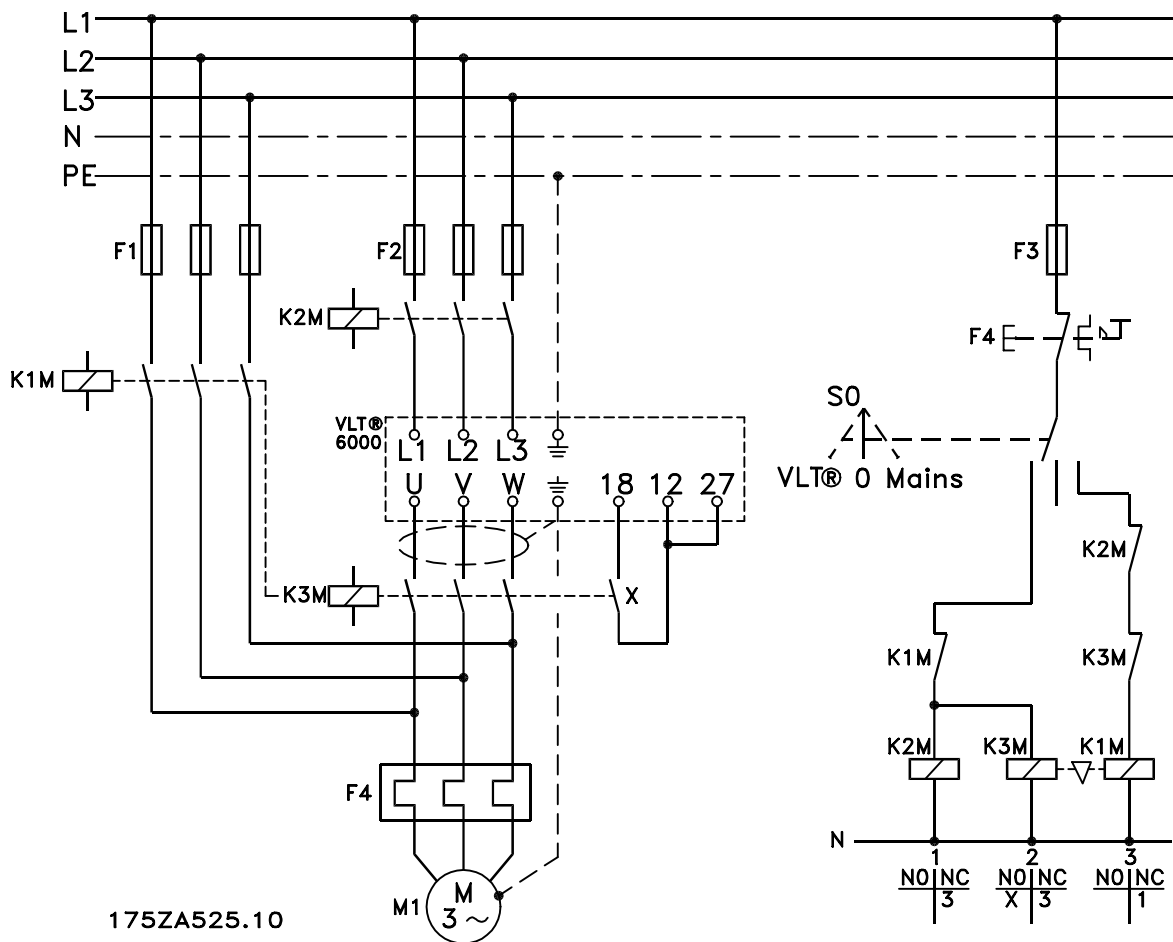 L1
L2
L3
N
PE
F1
F2
F3
K2M
F4
K1M
VLT®
6000
L1 L2 L3
U V W 18 12 27
S0
VLT® 0 Mains
K2M
K3M
X
K1M
K3M
K2M K3M K1M
F4
N
1 2 3
NO NC NO NC NO NC
3 X 3 1
M1
M
3 ~
175ZA525.10